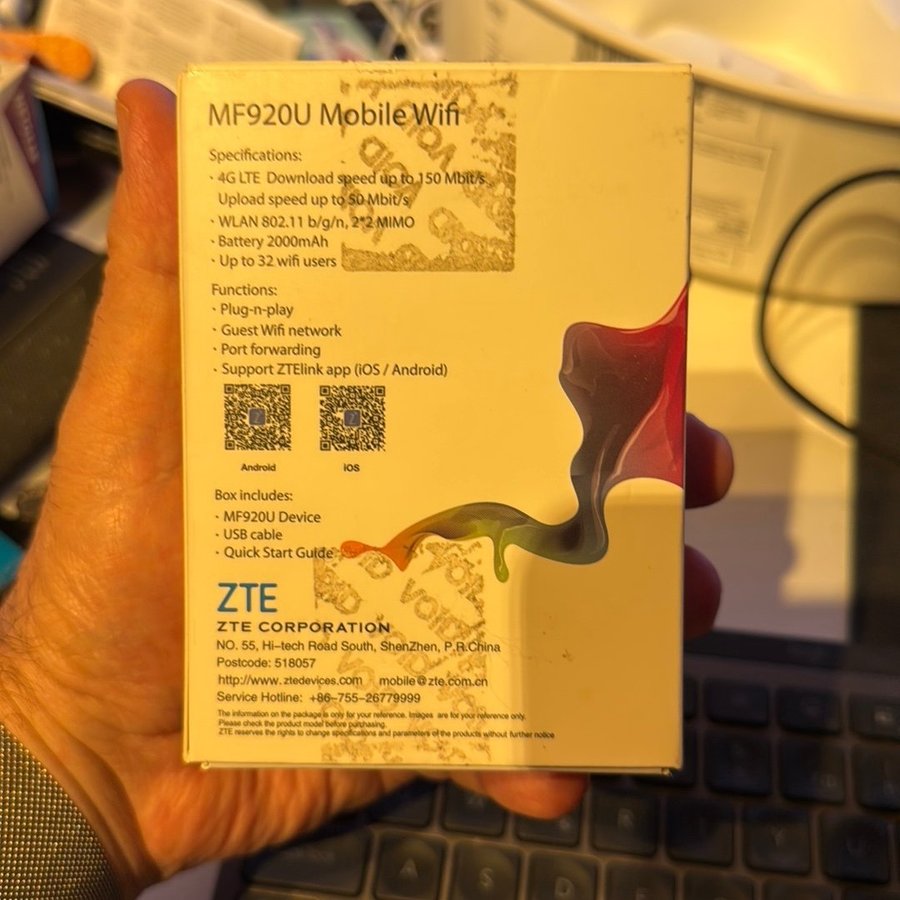 MF920U Mobile Wifi
Specifications:
· 4G LTE Download speed up to 150 Mbit/s
Upload speed up to 50 Mbit/s
· WLAN 802.11 b/g/n, 2*2 MIMO
· Battery 2000mAh
· Up to 32 wifi users
Functions:
· Plug-n-play
· Guest Wifi network
· Port forwarding
· Support ZTElink app (iOS / Android)
Android
iOS
Box includes:
· MF920U Device
· USB cable
· Quick Start Guide
ZTE
ZTE CORPORATION
NO. 55, Hi-tech Road South, ShenZhen, P.R.China
Postcode: 518057
http://www.ztedevices.com mobile@zte.com.cn
Service Hotline: +86-755-26779999
The information on the package is only for your reference. Images are for your reference only.
Please check the product model before purchasing.
ZTE reserves the rights to change specifications and parameters of the products without further notice
VOID
VOID
VOID
VOID
R
A
S
D